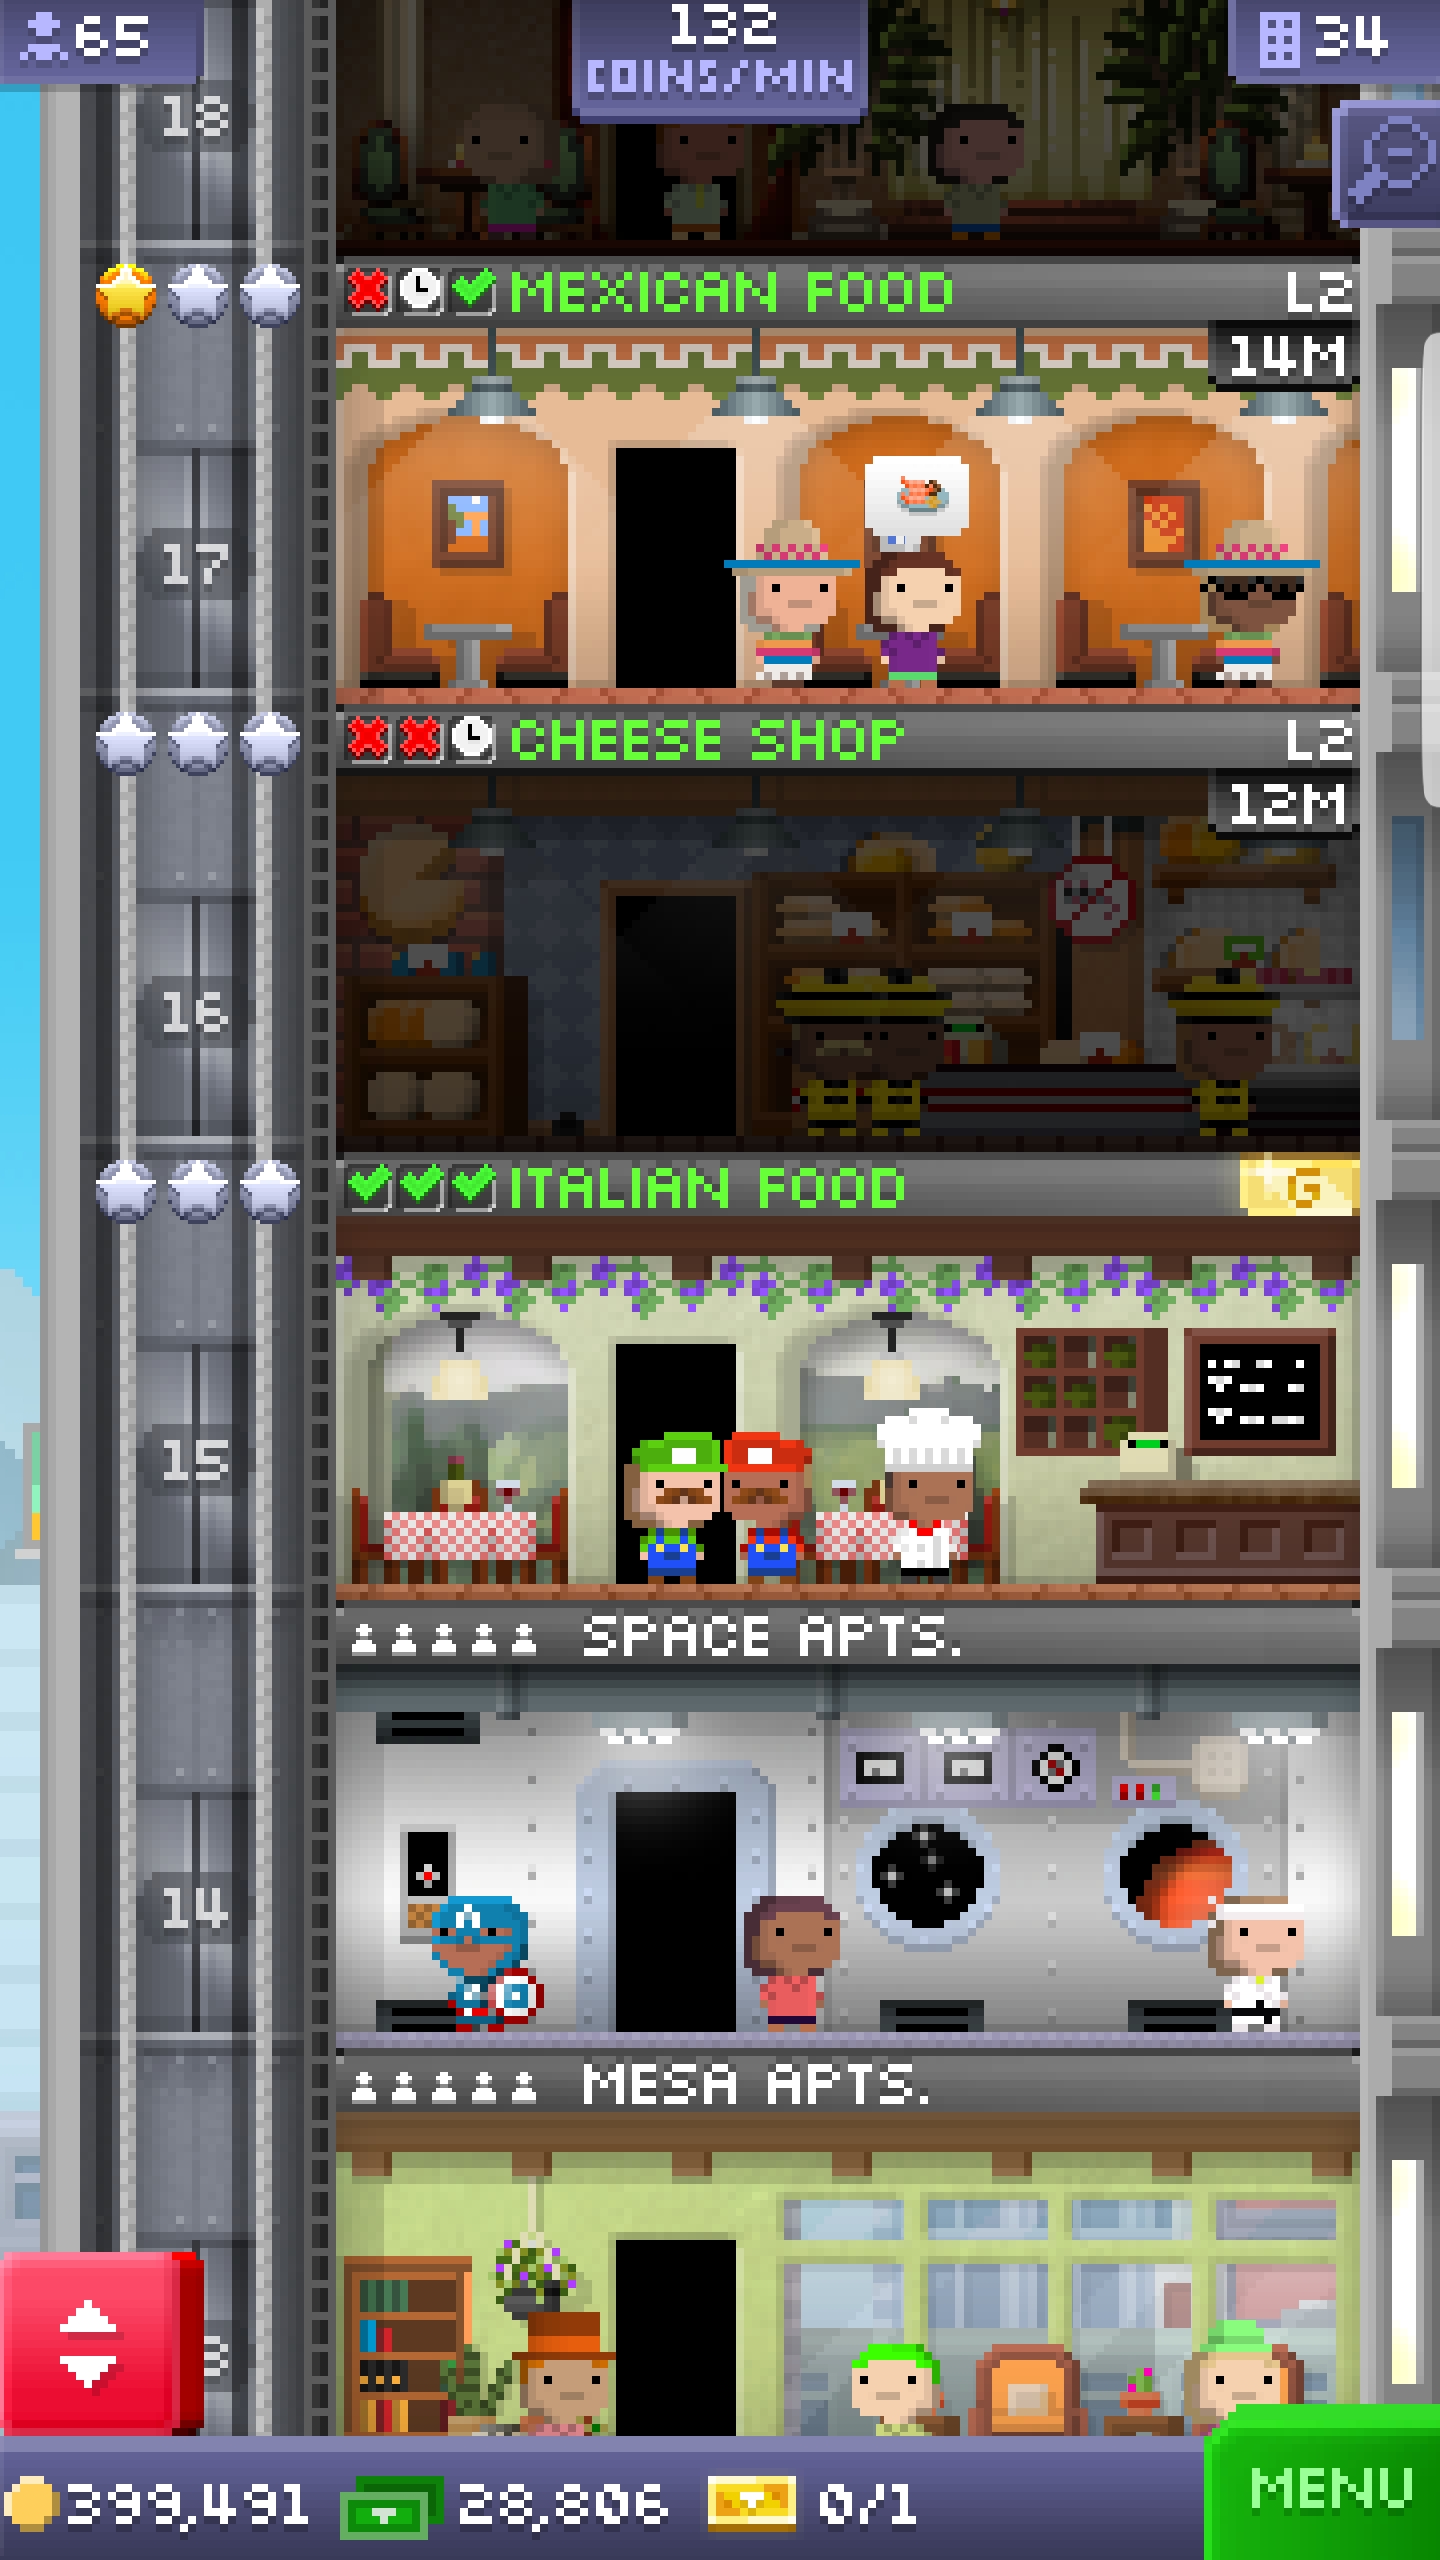 65
132
COINS/MIN
34
18
MEXICAN FOOD
L2
14M
17
CHEESE SHOP
L2
12M
16
ITALIAN FOOD
G
15
SPACE APTS.
14
MESA APTS.
3
399,491
28,806
0/1
MENU